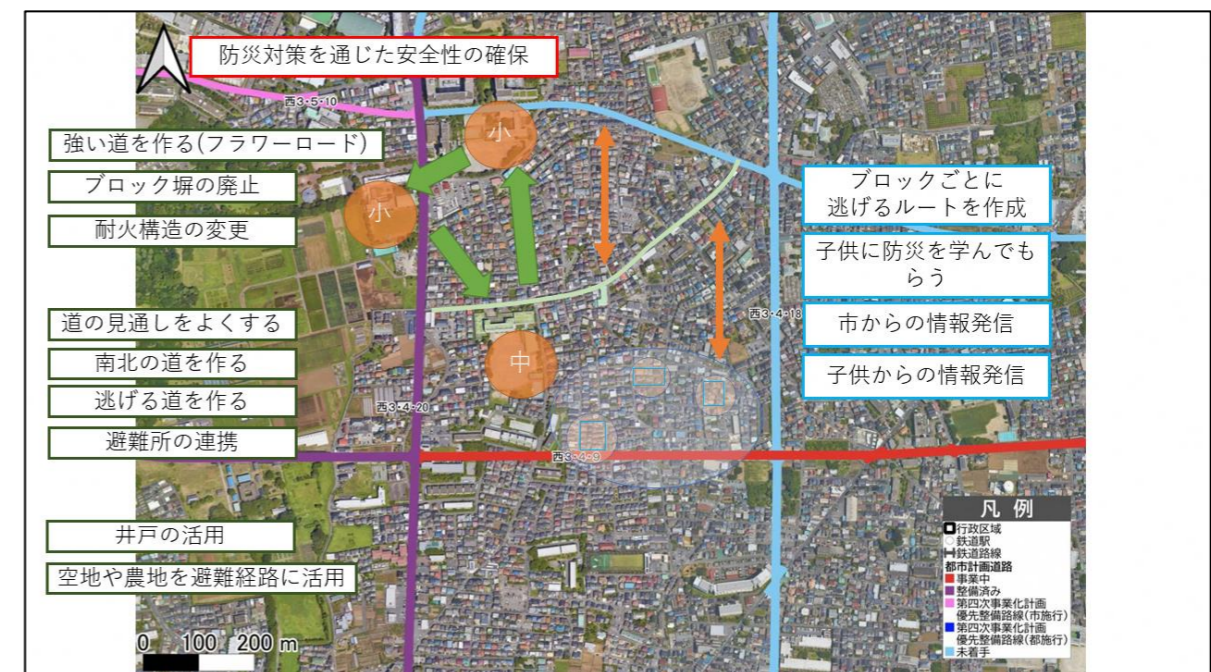 防災対策を通じた安全性の確保
西3・5・10
小
強い道を作る(フラワーロード)
ブロック塀の廃止
耐火構造の変更
小
ブロックごとに
逃げるルートを作成
子供に防災を学んでも
らう
市からの情報発信
子供からの情報発信
西3・4・18
道の見通しをよくする
南北の道を作る
逃げる道を作る
避難所の連携
中
西3・4・20
西3・4・9
井戸の活用
空地や農地を避難経路に活用
0 100 200 m
凡 例
行政区域
鉄道駅
鉄道路線
都市計画道路
事業中
整備済み
第四次事業化計画
優先整備路線(市施行)
第四次事業化計画
優先整備路線(都施行)
未着手